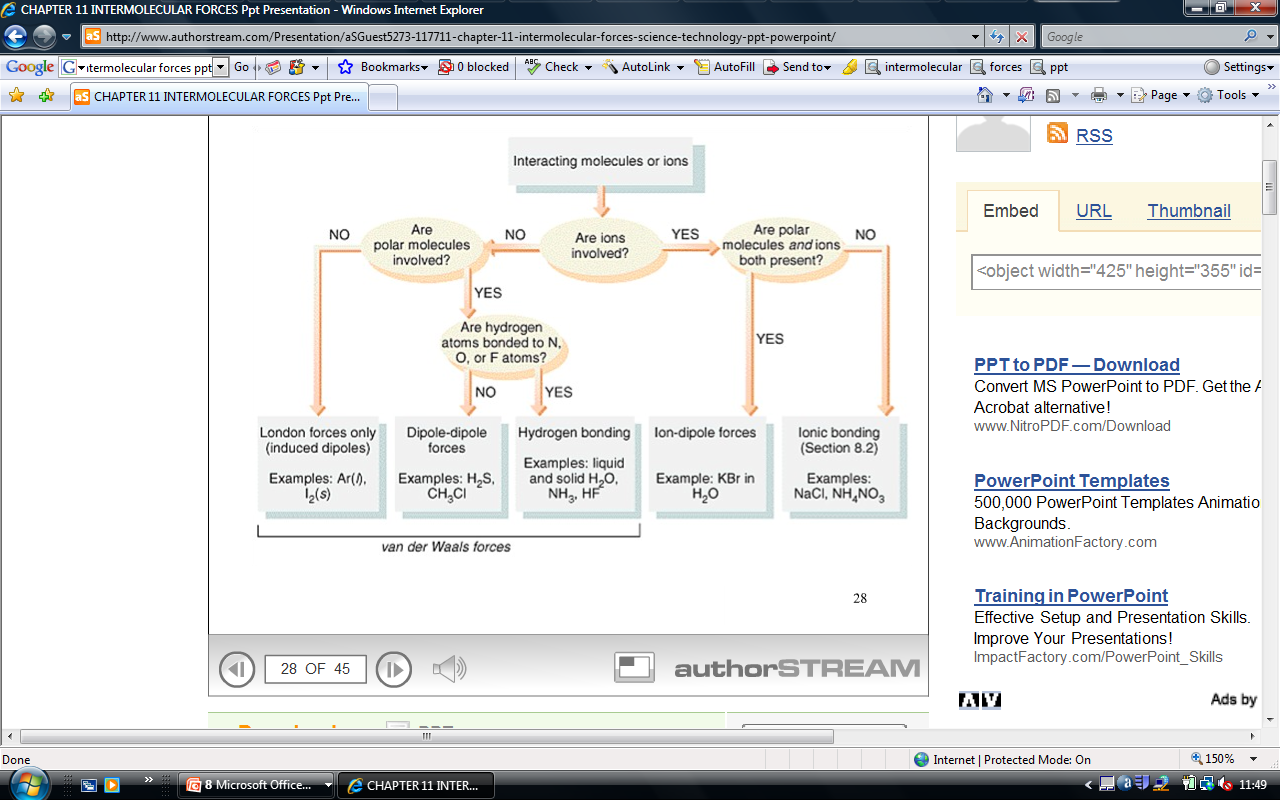 CHAPTER 11 INTERMOLECULAR FORCES Ppt Presentation - Windows Internet Explorer
http://www.authorstream.com/Presentation/aSGuest5273-117711-chapter-11-intermolecular-forces-science-technology-ppt-powerpoint/
Google
Google
termolecular forces ppt
Go
Bookmarks
0 blocked
Check
AutoLink
AutoFill
Send to
intermolecular
forces
ppt
Settings
CHAPTER 11 INTERMOLECULAR FORCES Ppt Pre...
Page
Tools
Interacting molecules or ions
NO
Are
polar molecules
involved?
NO
Are ions
involved?
YES
Are polar
molecules and ions
both present?
NO
YES
Are hydrogen
atoms bonded to N,
O, or F atoms?
YES
NO
YES
London forces only
(induced dipoles)
Examples: Ar(l),
I2(s)
Dipole-dipole
forces
Examples: H2S,
CH3Cl
Hydrogen bonding
Examples: liquid
and solid H2O,
NH3, HF
Ion-dipole forces
Example: KBr in
H2O
Ionic bonding
(Section 8.2)
Examples:
NaCl, NH4NO3
van der Waals forces
28
28 OF 45
authorSTREAM
RSS
Embed
URL
Thumbnail
<object width="425" height="355" id=
PPT to PDF — Download
Convert MS PowerPoint to PDF. Get the A
Acrobat alternative!
www.NitroPDF.com/Download
PowerPoint Templates
500,000 PowerPoint Templates Animatio
Backgrounds.
www.AnimationFactory.com
Training in PowerPoint
Effective Setup and Presentation Skills.
Improve Your Presentations!
ImpactFactory.com/PowerPoint_Skills
Ads by
Done
Internet | Protected Mode: On
150%
8 Microsoft Office...
CHAPTER 11 INTER...
11:49